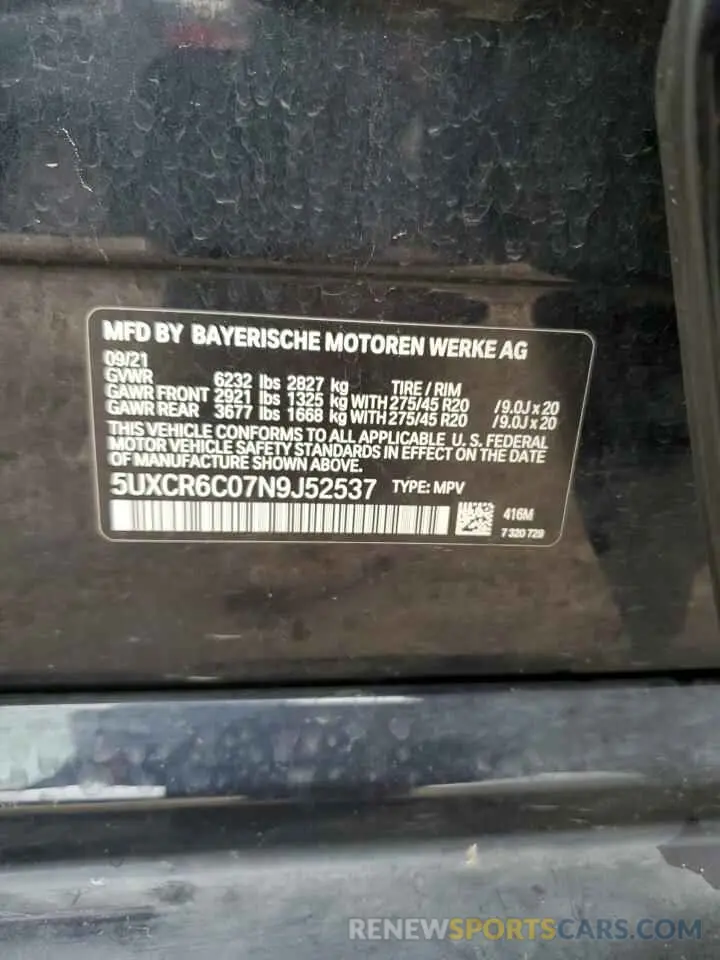 MFD BY BAYERISCHE MOTOREN WERKE AG
09/21
GVWR 6232 lbs 2827 kg TIRE / RIM
GAWR FRONT 2921 lbs 1325 kg WITH 275/45 R20 / 9.0J x 20
GAWR REAR 3677 lbs 1668 kg WITH 275/45 R20 / 9.0J x 20
THIS VEHICLE CONFORMS TO ALL APPLICABLE U. S. FEDERAL
MOTOR VEHICLE SAFETY STANDARDS IN EFFECT ON THE DATE
OF MANUFACTURE SHOWN ABOVE.
5UXCR6C07N9J52537 TYPE: MPV
416M
7 320 729
RENEWSPORTSCARS.COM